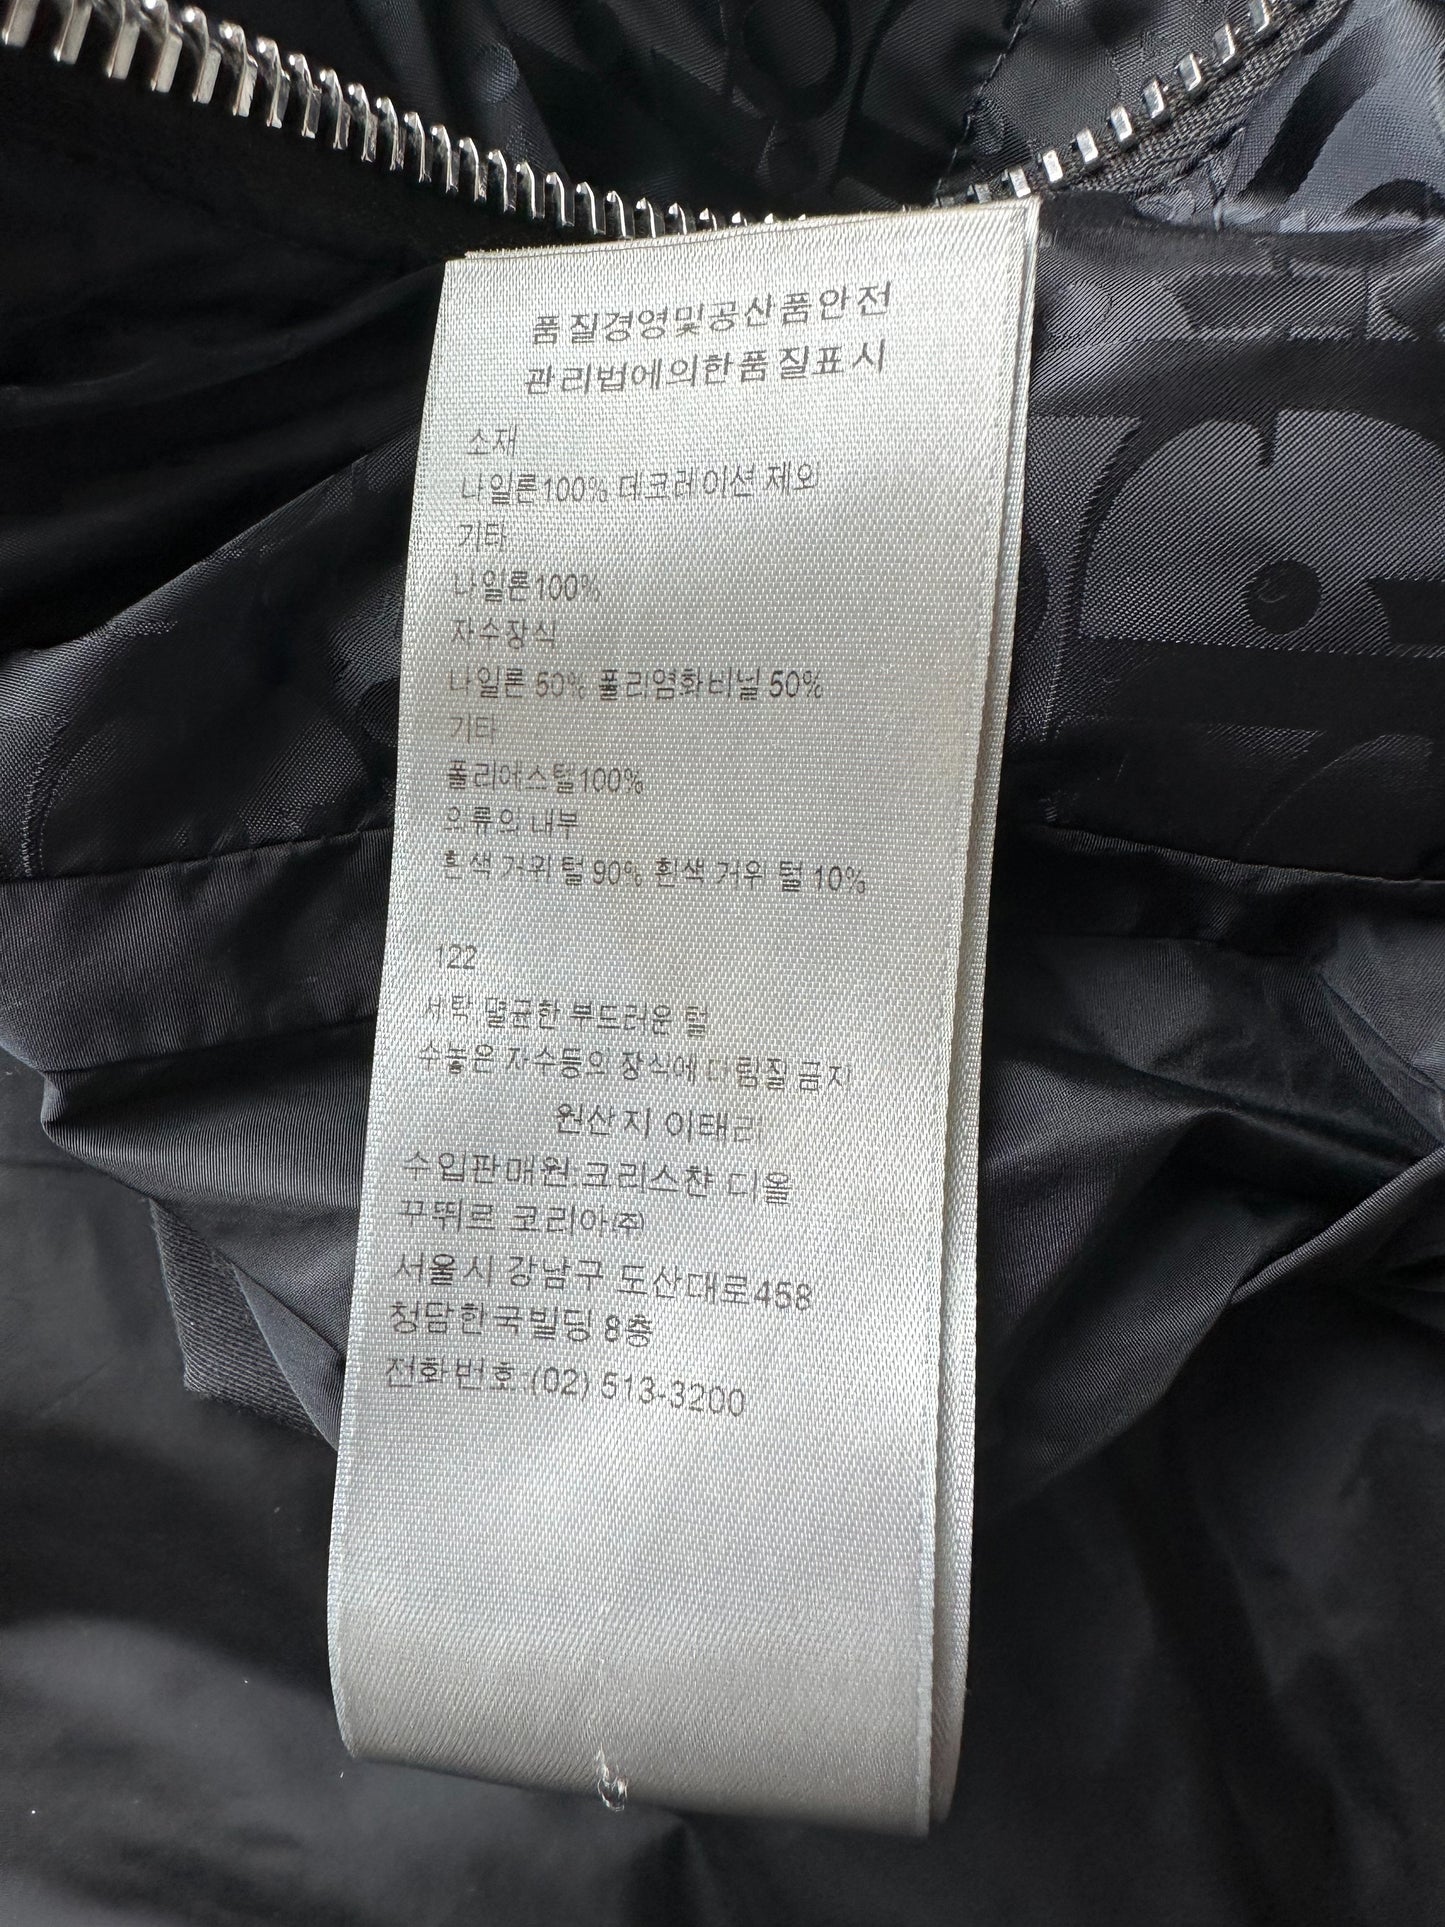 품질경영및공산품안전
관리법에의한품질표시
소재
나일론100% 데코레이션 제외
기타
나일론100%
자수장식
나일론 50% 폴리염화비닐 50%
기타
폴리에스털100%
의류의 내부
흰색 거위 털 90% 흰색 거우 털 10%
122
세탁 멸균한 부드러운 털
수놓은 자수등의 장식에 다림질 금지
원산지 이태리
수입판매원:크리스챤 디올
꾸뛰르 코리아㈜
서울시 강남구 도산대로458
청담한국빌딩 8층
전화번호:(02) 513-3200